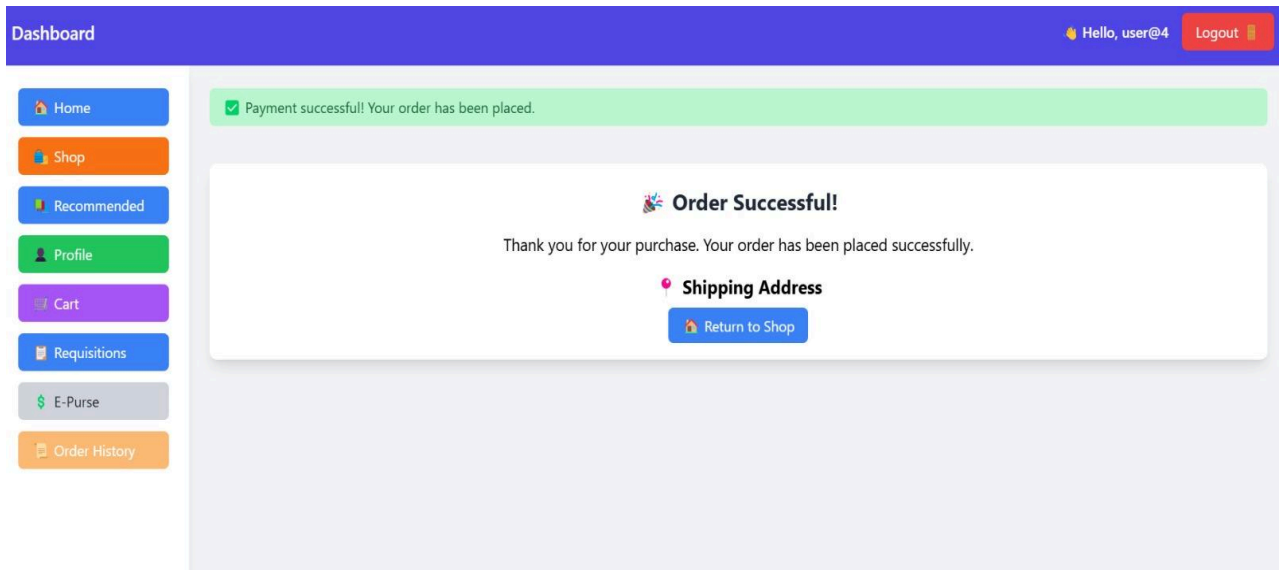 Dashboard
👋 Hello, user@4
Logout 🚪
🏠 Home
🛍️ Shop
📗 Recommended
👤 Profile
🛒 Cart
📋 Requisitions
💲 E-Purse
📜 Order History
✅ Payment successful! Your order has been placed.
🎉 Order Successful!
Thank you for your purchase. Your order has been placed successfully.
📍 Shipping Address
🏠 Return to Shop